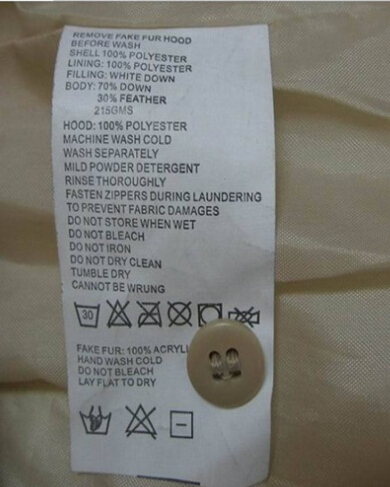 REMOVE FAKE FUR HOOD
BEFORE WASH
SHELL 100% POLYESTER
LINING: 100% POLYESTER
FILLING: WHITE DOWN
BODY: 70% DOWN
30% FEATHER
215GMS
HOOD: 100% POLYESTER
MACHINE WASH COLD
WASH SEPARATELY
MILD POWDER DETERGENT
RINSE THOROUGHLY
FASTEN ZIPPERS DURING LAUNDERING
TO PREVENT FABRIC DAMAGES
DO NOT STORE WHEN WET
DO NOT BLEACH
DO NOT IRON
DO NOT DRY CLEAN
TUMBLE DRY
CANNOT BE WRUNG
30
FAKE FUR: 100% ACRYLI
HAND WASH COLD
DO NOT BLEACH
LAY FLAT TO DRY